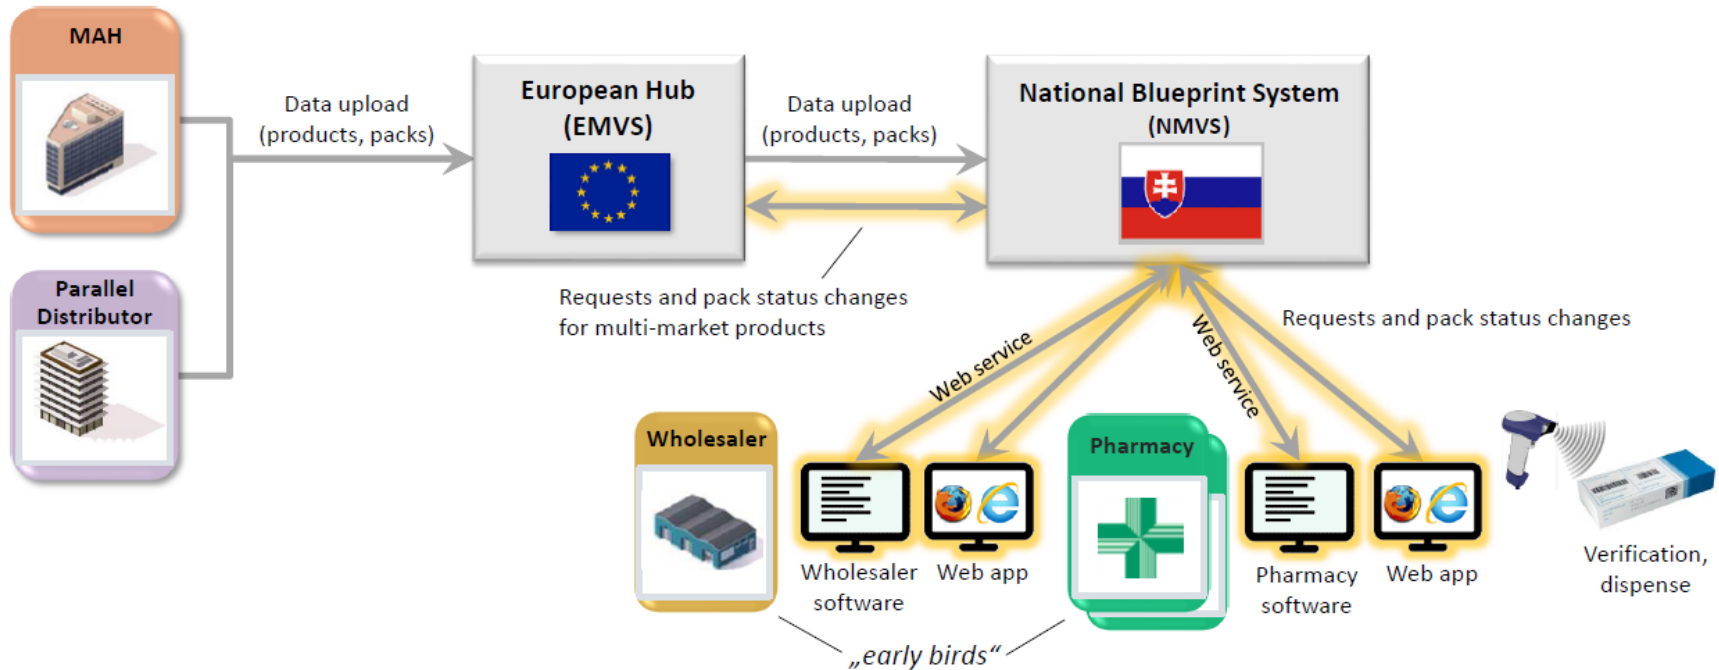 MAH
Data upload
(products, packs)
European Hub
(EMVS)
Data upload
(products, packs)
National Blueprint System
(NMVS)
Parallel
Distributor
Requests and pack status changes
for multi-market products
Requests and pack status changes
Web service
Web service
Wholesaler
Pharmacy
Wholesaler
software
Web app
Pharmacy
software
Web app
Verification,
dispense
„early birds“